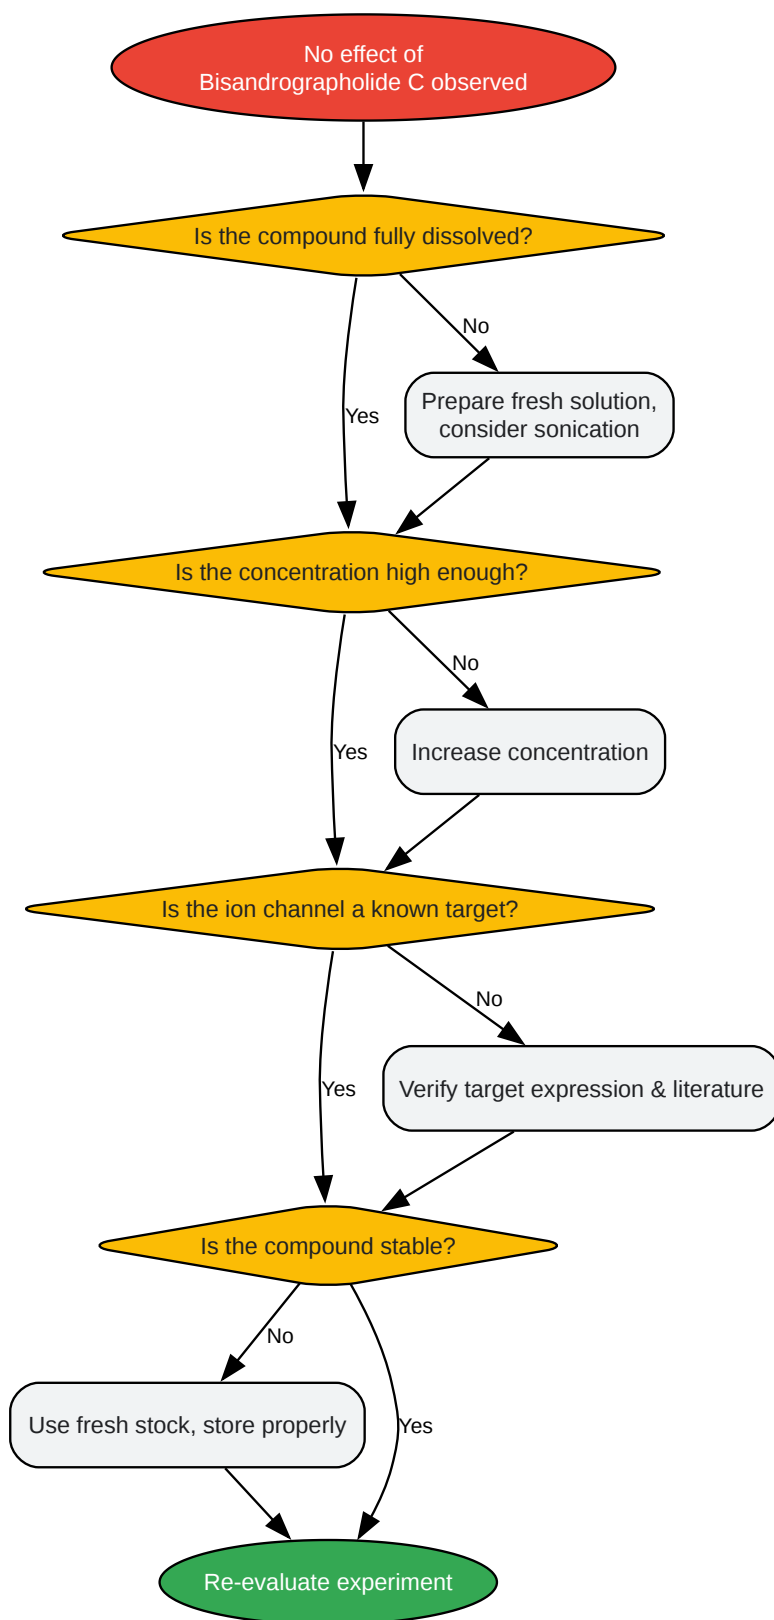 No effect of
Bisandrographolide C observed
Is the compound fully dissolved?
No
Prepare fresh solution,
consider sonication
Yes
Is the concentration high enough?
No
Yes
Increase concentration
Is the ion channel a known target?
No
Yes
Verify target expression & literature
Is the compound stable?
No
Use fresh stock, store properly
Yes
Re-evaluate experiment